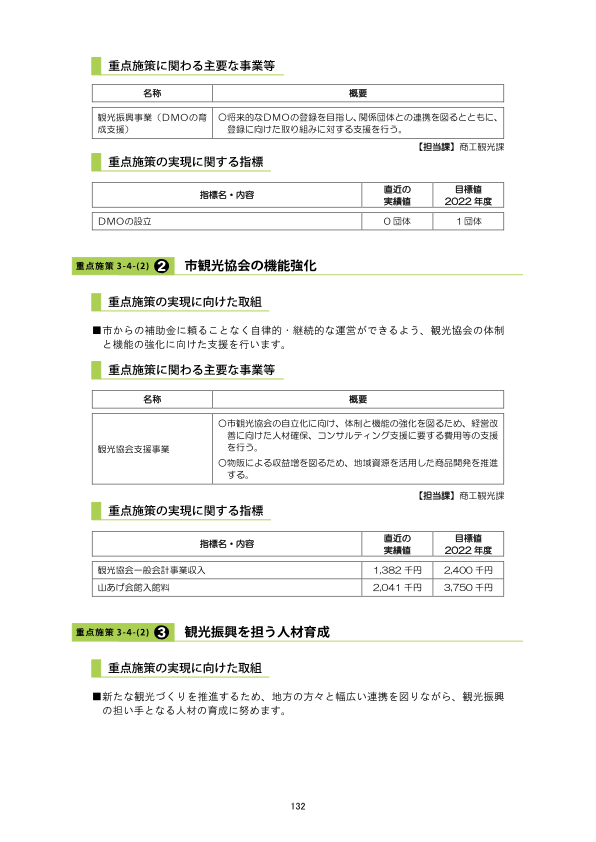 重点施策に関わる主要な事業等
名称 概要
観光振興事業（ＤＭＯの育 〇将来的なＤＭＯの登録を目指し、関係団体との連携を図るとともに、
成支援） 登録に向けた取り組みに対する支援を行う。
【担当課】商工観光課
重点施策の実現に関する指標
指標名・内容 直近の 目標値
実績値 2022 年度
ＤＭＯの設立 ０団体 １団体
重点施策 3-4-(2) ❷ 市観光協会の機能強化
重点施策の実現に向けた取組
■市からの補助金に頼ることなく自律的・継続的な運営ができるよう、観光協会の体制
と機能の強化に向けた支援を行います。
重点施策に関わる主要な事業等
名称 概要
〇市観光協会の自立化に向け、体制と機能の強化を図るため、経営改
善に向けた人材確保、コンサルティング支援に要する費用等の支援
観光協会支援事業 を行う。
〇物販による収益増を図るため、地域資源を活用した商品開発を推進
する。
【担当課】商工観光課
重点施策の実現に関する指標
指標名・内容 直近の 目標値
実績値 2022 年度
観光協会一般会計事業収入 1,382 千円 2,400 千円
山あげ会館入館料 2,041 千円 3,750 千円
重点施策 3-4-(2) ❸ 観光振興を担う人材育成
重点施策の実現に向けた取組
■新たな観光づくりを推進するため、地方の方々と幅広い連携を図りながら、観光振興
の担い手となる人材の育成に努めます。
132